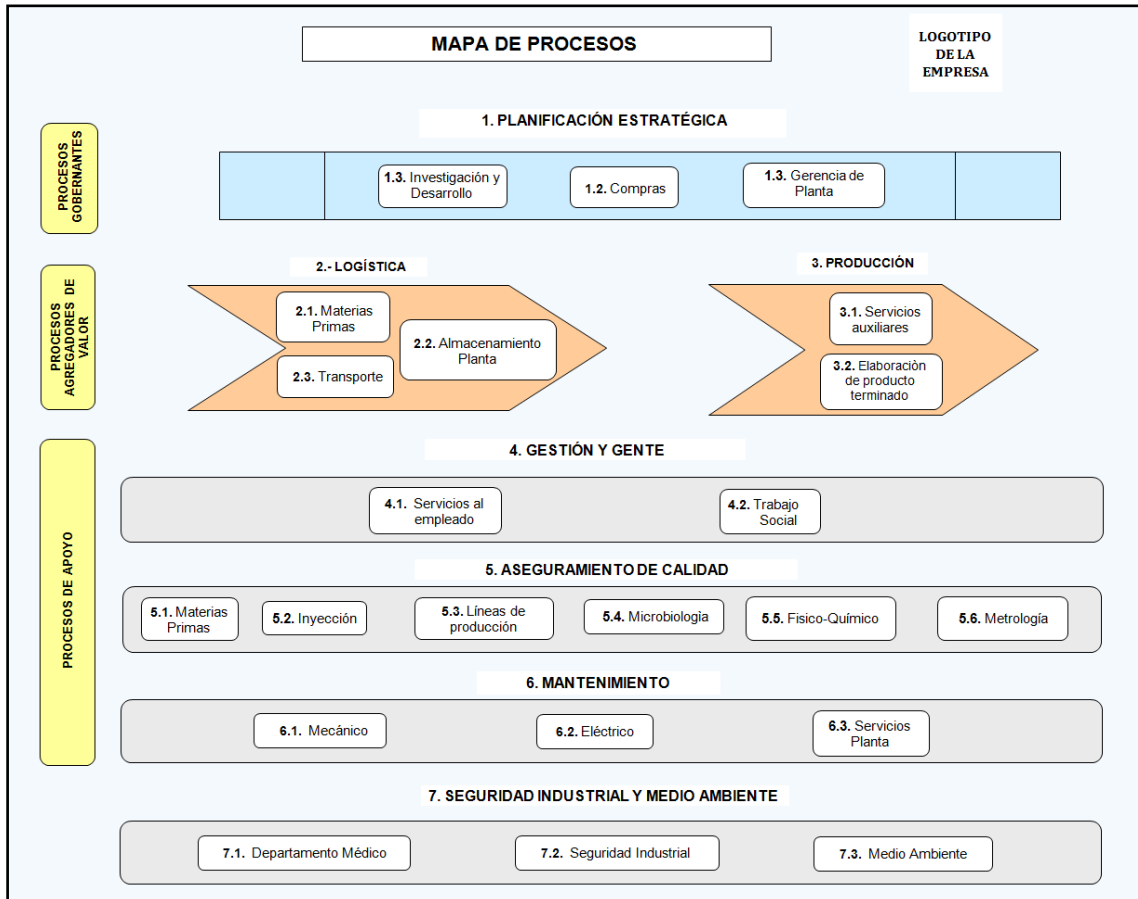 MAPA DE PROCESOS
LOGOTIPO
DE LA
EMPRESA
PROCESOS
GOBERNANTES
1. PLANIFICACIÓN ESTRATÉGICA
1.3. Investigación y
Desarrollo
1.2. Compras
1.3. Gerencia de
Planta
PROCESOS
AGREGADORES DE
VALOR
2.- LOGÍSTICA
2.1. Materias
Primas
2.2. Almacenamiento
Planta
2.3. Transporte
3. PRODUCCIÓN
3.1. Servicios
auxiliares
3.2. Elaboraciòn
de producto
terminado
PROCESOS DE APOYO
4. GESTIÓN Y GENTE
4.1. Servicios al
empleado
4.2. Trabajo
Social
5. ASEGURAMIENTO DE CALIDAD
5.1. Materias
Primas
5.2. Inyección
5.3. Líneas de
producción
5.4. Microbiologìa
5.5. Fisico-Químico
5.6. Metrología
6. MANTENIMIENTO
6.1. Mecánico
6.2. Eléctrico
6.3. Servicios
Planta
7. SEGURIDAD INDUSTRIAL Y MEDIO AMBIENTE
7.1. Departamento Médico
7.2. Seguridad Industrial
7.3. Medio Ambiente